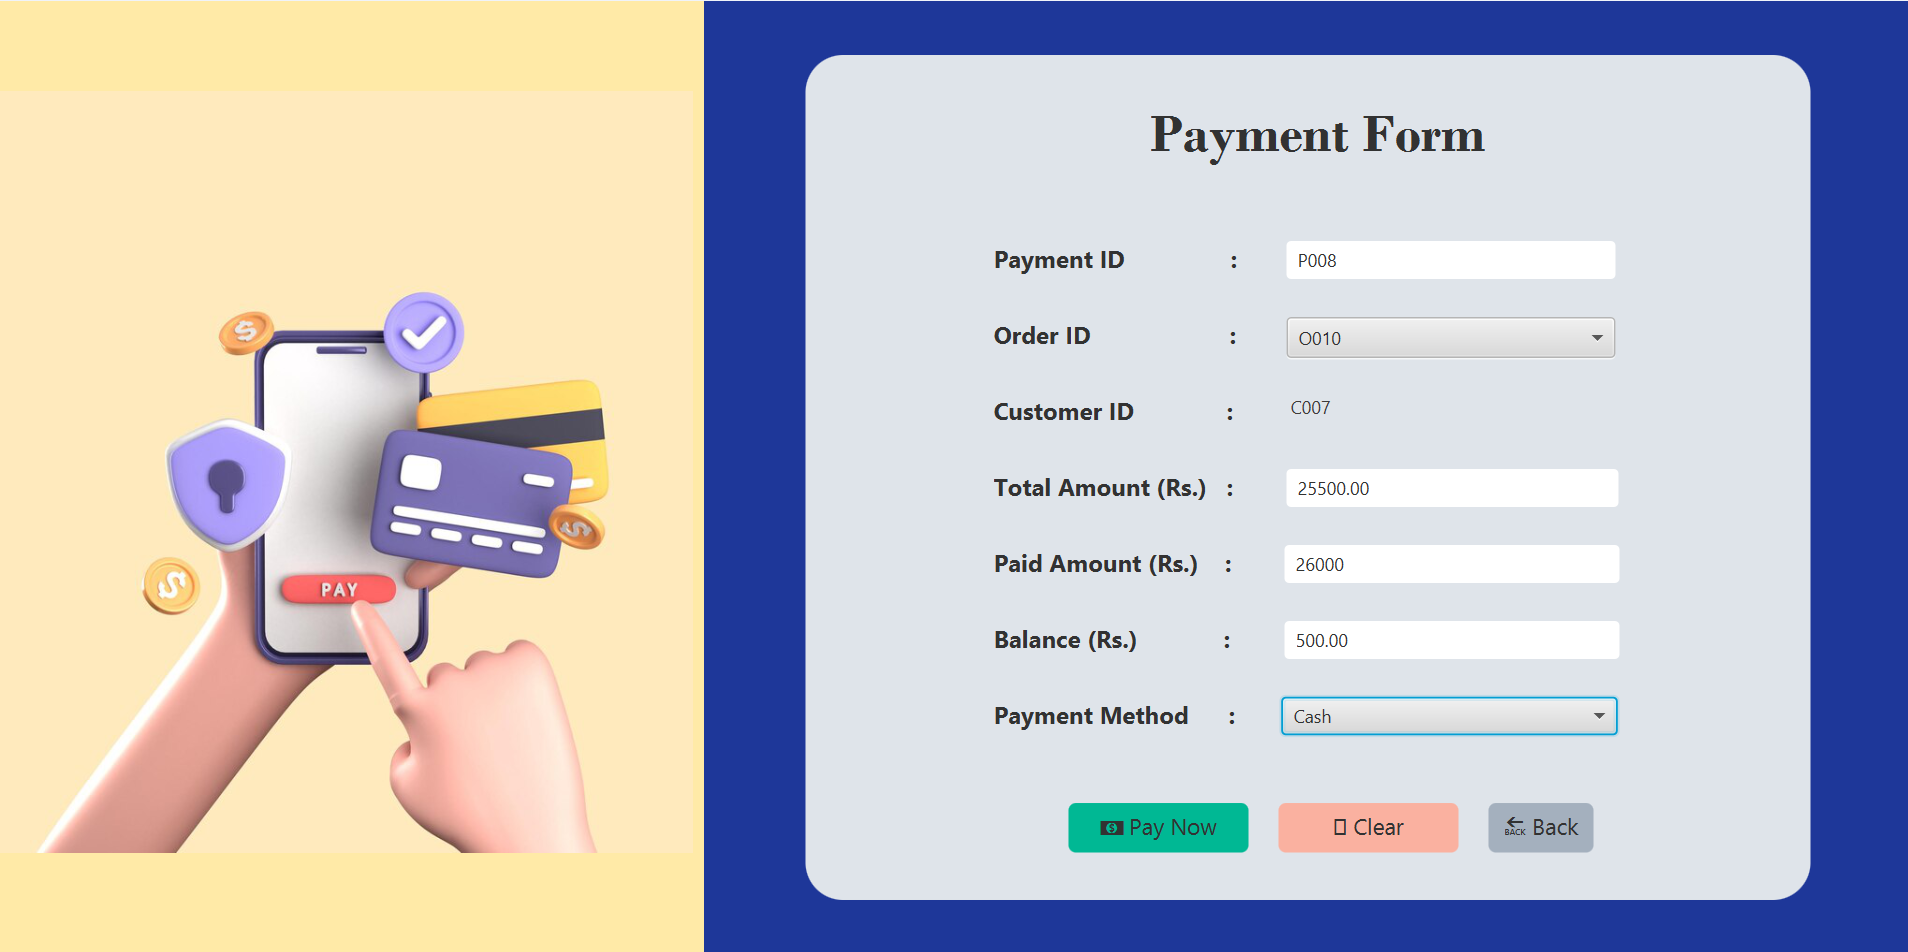 PAY
Payment Form
Payment ID : P008
Order ID : O010
Customer ID : C007
Total Amount (Rs.) : 25500.00
Paid Amount (Rs.) : 26000
Balance (Rs.) : 500.00
Payment Method : Cash
Pay Now
Clear
BACK Back